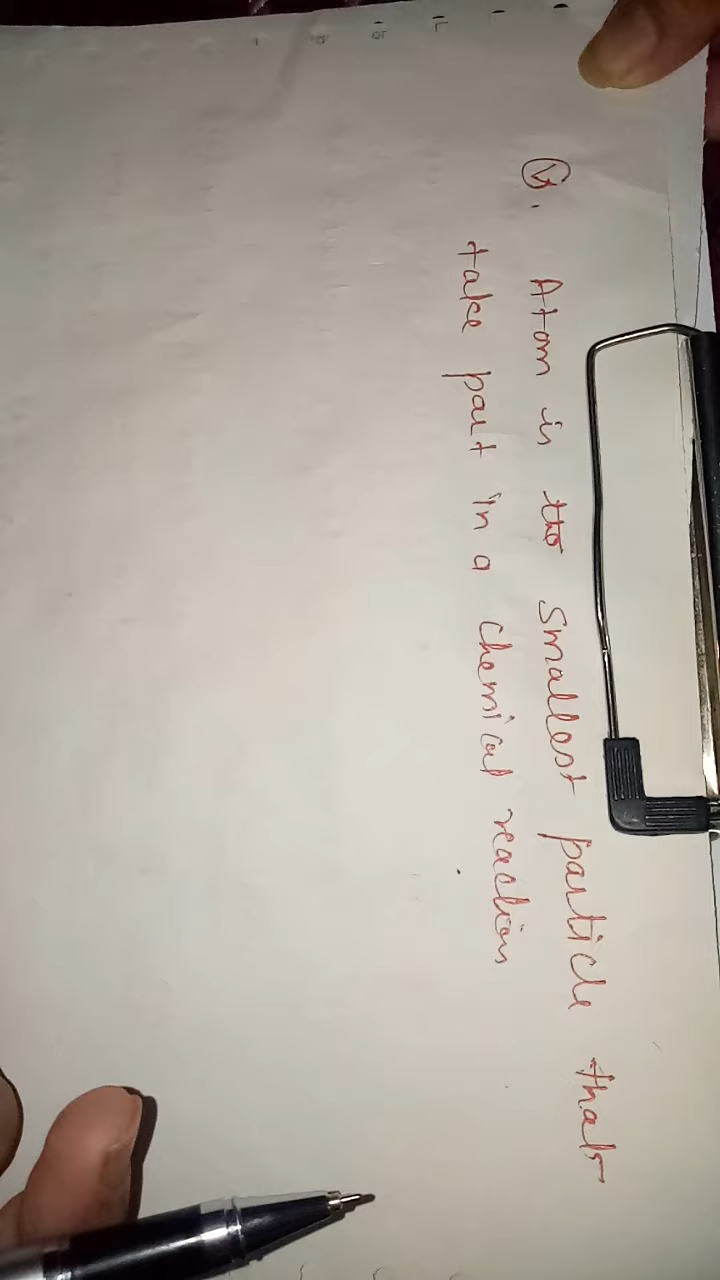 Atom is the Smallest particle that
take part in a chemical reaction